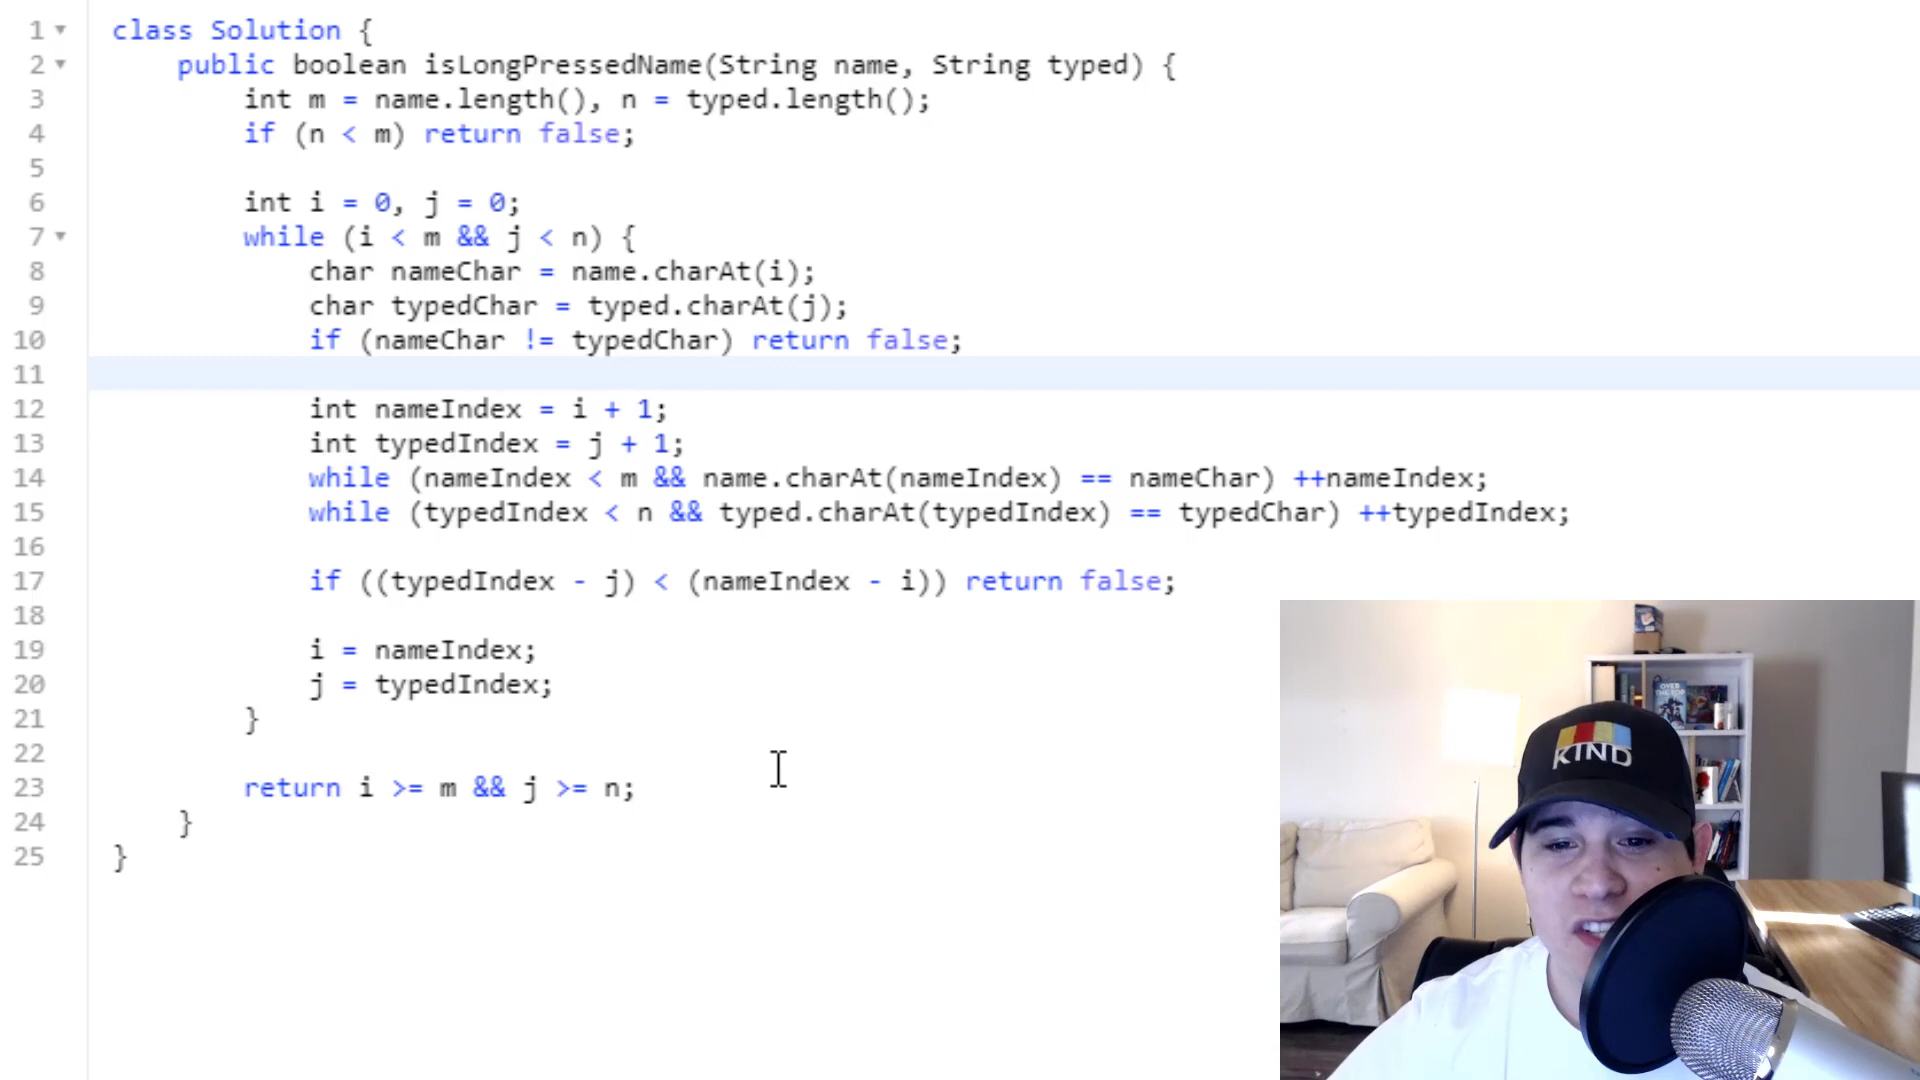 1 class Solution {
2 public boolean isLongPressedName(String name, String typed) {
3 int m = name.length(), n = typed.length();
4 if (n < m) return false;
5
6 int i = 0, j = 0;
7 while (i < m && j < n) {
8 char nameChar = name.charAt(i);
9 char typedChar = typed.charAt(j);
10 if (nameChar != typedChar) return false;
11
12 int nameIndex = i + 1;
13 int typedIndex = j + 1;
14 while (nameIndex < m && name.charAt(nameIndex) == nameChar) ++nameIndex;
15 while (typedIndex < n && typed.charAt(typedIndex) == typedChar) ++typedIndex;
16
17 if ((typedIndex - j) < (nameIndex - i)) return false;
18
19 i = nameIndex;
20 j = typedIndex;
21 }
22
23 return i >= m && j >= n;
24 }
25 }
OVER
THE TOP
KIND